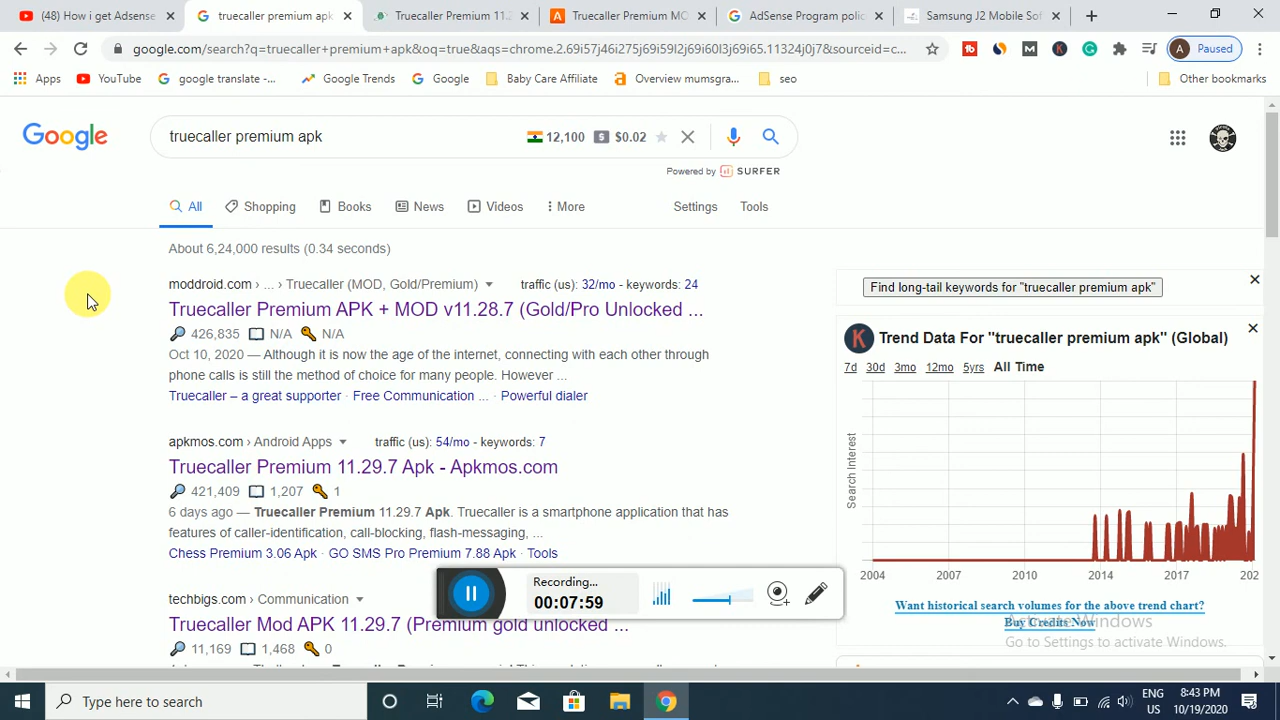 (48) How i get Adsense
truecaller premium apk
Truecaller Premium 11.2
Truecaller Premium MO
AdSense Program polic
Samsung J2 Mobile Sof
google.com/search?q=truecaller+premium+apk&oq=true&aqs=chrome.2.69i57j46i275j69i59l2j69i60l3j69i65.11324j0j7&sourceid=c...
A Paused
Apps
YouTube
google translate -...
Google Trends
Google
Baby Care Affiliate
Overview mumsgra...
seo
Other bookmarks
Google
truecaller premium apk
12,100
$0.02
Powered by SURFER
All
Shopping
Books
News
Videos
More
Settings
Tools
About 6,24,000 results (0.34 seconds)
moddroid.com › ... › Truecaller (MOD, Gold/Premium)
traffic (us): 32/mo - keywords: 24
Truecaller Premium APK + MOD v11.28.7 (Gold/Pro Unlocked ...
426,835 N/A N/A
Oct 10, 2020 — Although it is now the age of the internet, connecting with each other through
phone calls is still the method of choice for many people. However ...
Truecaller – a great supporter · Free Communication ... · Powerful dialer
apkmos.com › Android Apps
traffic (us): 54/mo - keywords: 7
Truecaller Premium 11.29.7 Apk - Apkmos.com
421,409 1,207 1
6 days ago — Truecaller Premium 11.29.7 Apk. Truecaller is a smartphone application that has
features of caller-identification, call-blocking, flash-messaging, ...
Chess Premium 3.06 Apk · GO SMS Pro Premium 7.88 Apk · Tools
techbigs.com › Communication
Truecaller Mod APK 11.29.7 (Premium gold unlocked ...
11,169 1,468 0
Find long-tail keywords for "truecaller premium apk"
K
Trend Data For "truecaller premium apk" (Global)
7d 30d 3mo 12mo 5yrs All Time
Search Interest
2004 2007 2010 2014 2017 202
Want historical search volumes for the above trend chart?
Buy Credits Now
Activate Windows
Go to Settings to activate Windows.
Recording...
00:07:59
Type here to search
ENG
US
8:43 PM
10/19/2020